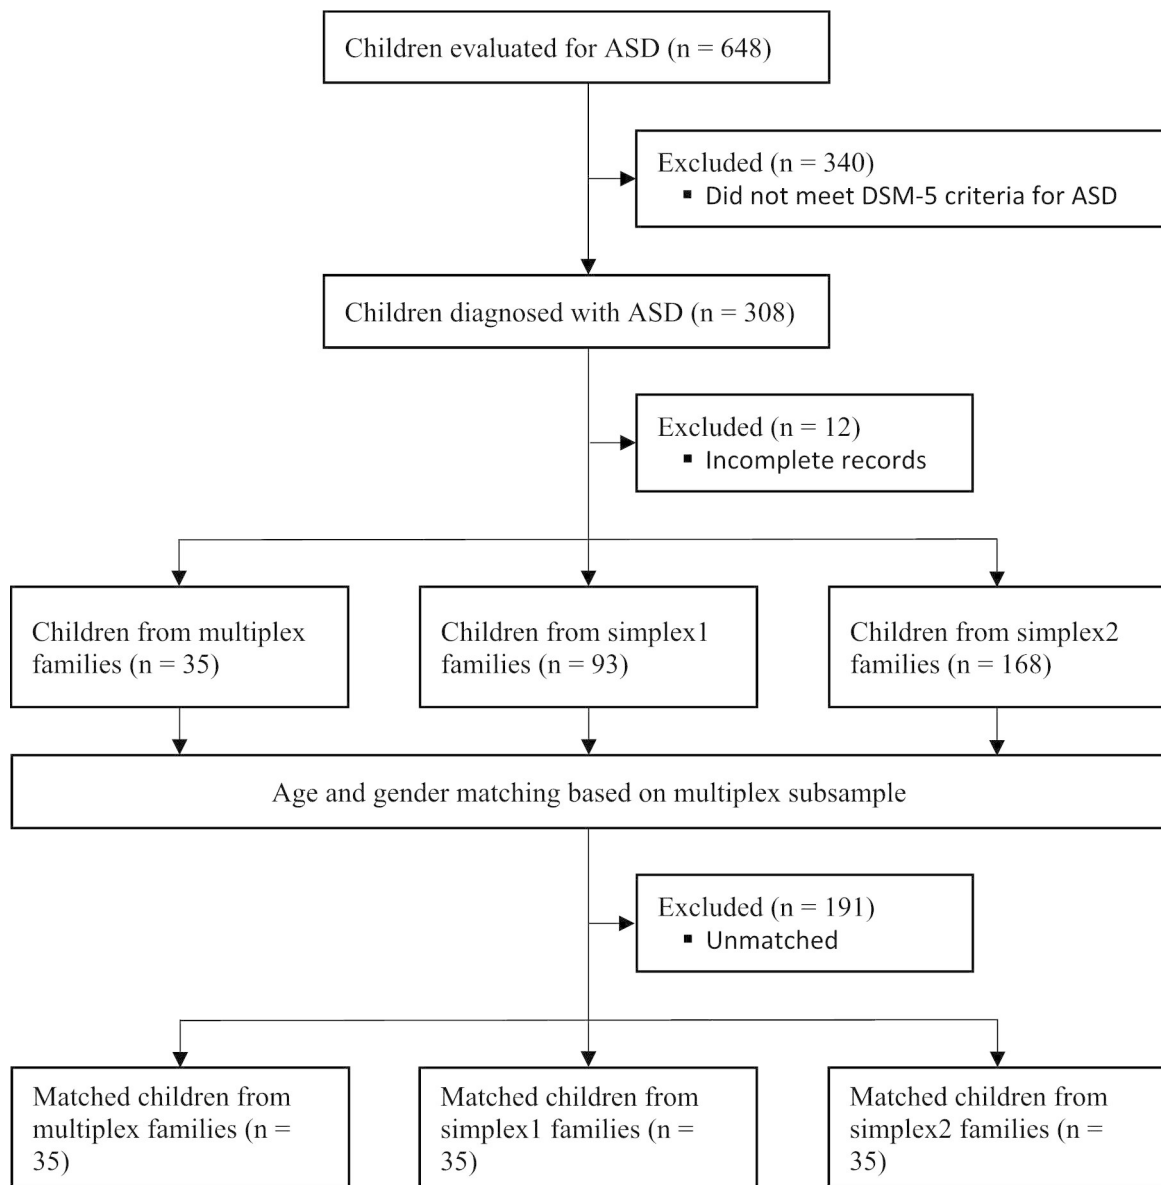 Children evaluated for ASD (n = 648)
Excluded (n = 340)
▪ Did not meet DSM-5 criteria for ASD
Children diagnosed with ASD (n = 308)
Excluded (n = 12)
▪ Incomplete records
Children from multiplex
families (n = 35)
Children from simplex1
families (n = 93)
Children from simplex2
families (n = 168)
Age and gender matching based on multiplex subsample
Excluded (n = 191)
▪ Unmatched
Matched children from
multiplex families (n =
35)
Matched children from
simplex1 families (n =
35)
Matched children from
simplex2 families (n =
35)